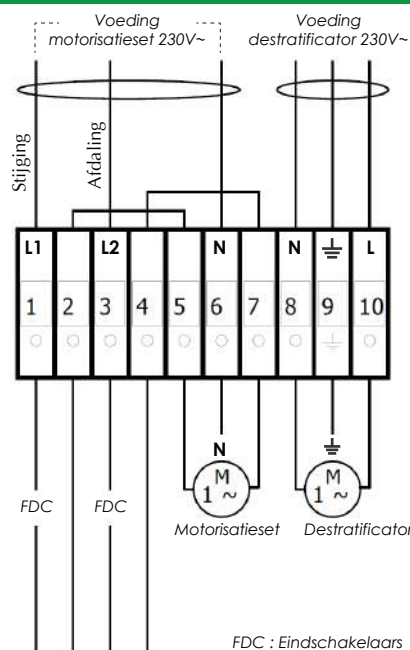 Voeding
motorisatieset 230V~
Voeding
destratificator 230V~
Stijging
Afdaling
L1 L2 N N L
1 2 3 4 5 6 7 8 9 10
N
M
1 ~
M
1 ~
FDC FDC
Motorisatieset Destratificator
FDC : Eindschakelaars